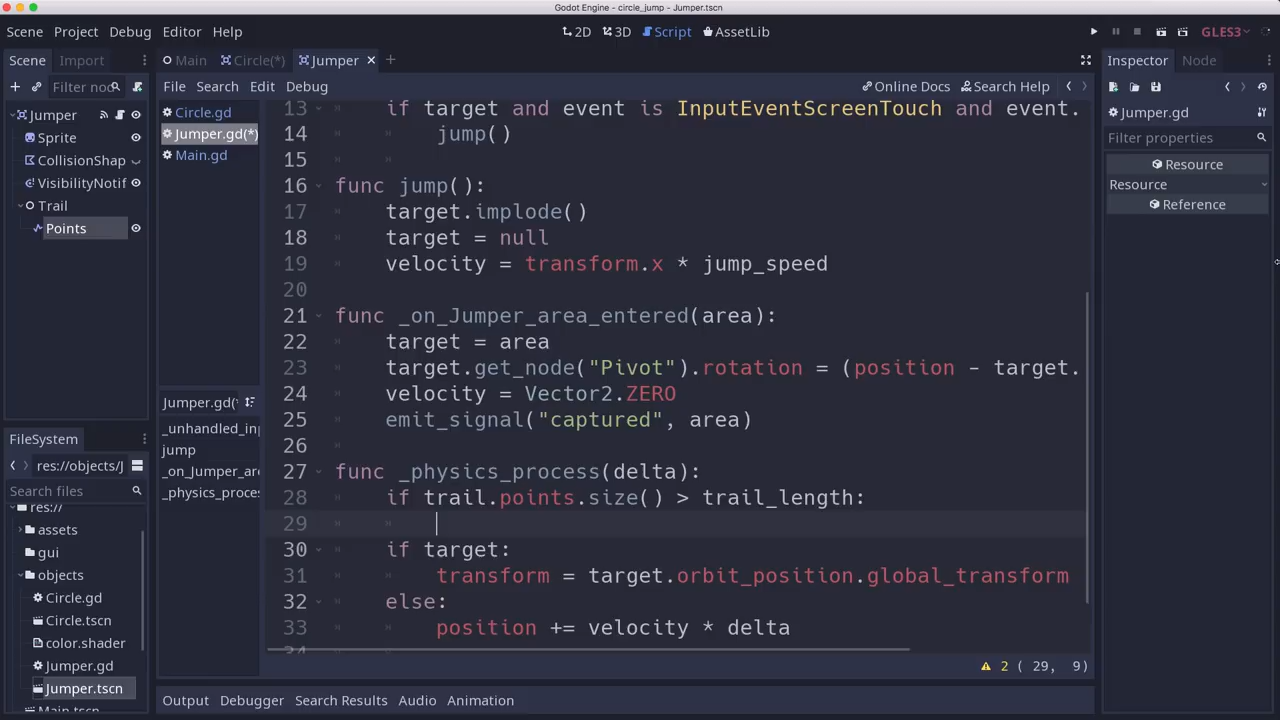 Godot Engine - circle_jump - Jumper.tscn
Scene Project Debug Editor Help
2D 3D Script AssetLib
GLES3
Scene Import
Main Circle(*) Jumper
Inspector Node
Filter nod
File Search Edit Debug
Online Docs Search Help
Jumper
Sprite
CollisionShap
VisibilityNotif
Trail
Points
Circle.gd
Jumper.gd(*)
Main.gd
Jumper.gd(*
_unhandled_inp
jump
_on_Jumper_are
_physics_proces
FileSystem
res://objects/J
Search files
res://
assets
gui
objects
Circle.gd
Circle.tscn
color.shader
Jumper.gd
Jumper.tscn
Main.tscn
13 if target and event is InputEventScreenTouch and event.
14 jump()
15
16 func jump():
17 target.implode()
18 target = null
19 velocity = transform.x * jump_speed
20
21 func _on_Jumper_area_entered(area):
22 target = area
23 target.get_node("Pivot").rotation = (position - target.
24 velocity = Vector2.ZERO
25 emit_signal("captured", area)
26
27 func _physics_process(delta):
28 if trail.points.size() > trail_length:
29
30 if target:
31 transform = target.orbit_position.global_transform
32 else:
33 position += velocity * delta
34
2 ( 29, 9)
Output Debugger Search Results Audio Animation
Jumper.gd
Filter properties
Resource
Resource
Reference